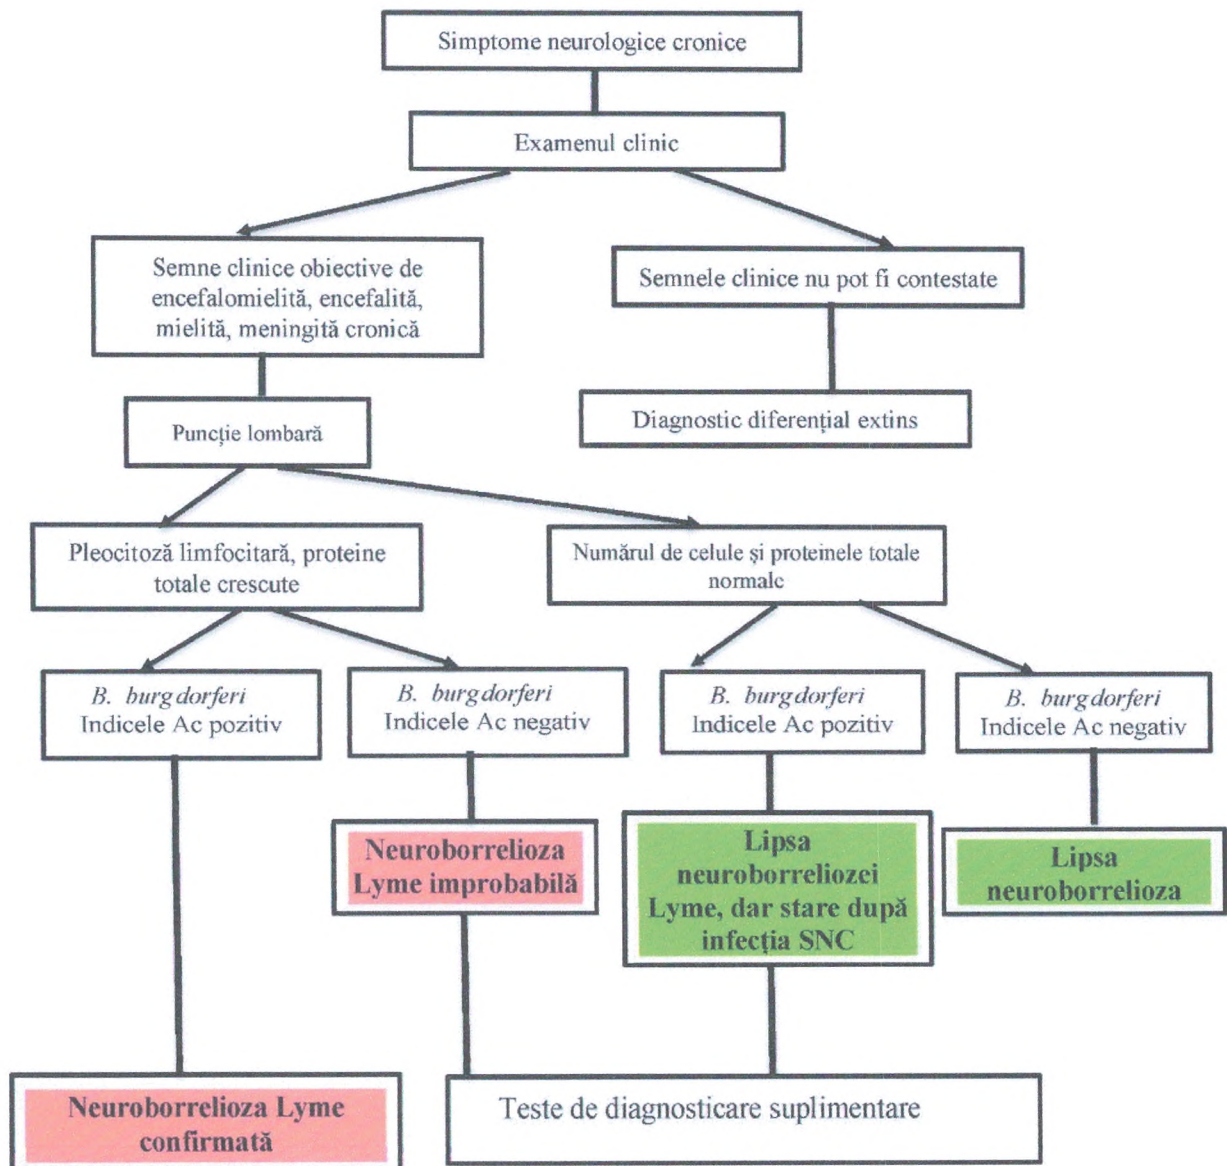 Simptome neurologice cronice
Examenul clinic
Semne clinice obiective de
encefalomielită, encefalită,
mielită, meningită cronică
Semnele clinice nu pot fi contestate
Puncție lombară
Diagnostic diferențial extins
Pleocitoză limfocitară, proteine
totale crescute
Numărul de celule și proteinele totale
normale
B. burgdorferi
Indicele Ac pozitiv
B. burgdorferi
Indicele Ac negativ
B. burgdorferi
Indicele Ac pozitiv
B. burgdorferi
Indicele Ac negativ
Neuroborrelioza
Lyme improbabilă
Lipsa
neuroborreliozei
Lyme, dar stare după
infecția SNC
Lipsa
neuroborrelioza
Neuroborrelioza Lyme
confirmată
Teste de diagnosticare suplimentare